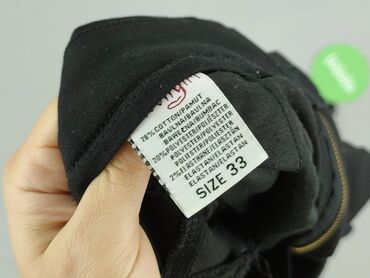 78% COTTON/PAMUT
BAVLNA/BAVLNA
BAWEŁNA/BUMBAC
20% POLYESTER/POLIÉSZTER
POLYESTER/POLYESTER
POLIESTER/POLIESTER
2% ELASTANE/ELASZTÁN
ELASTAN/ELASTAN
ELASTAN/ELASTAN
SIZE 33